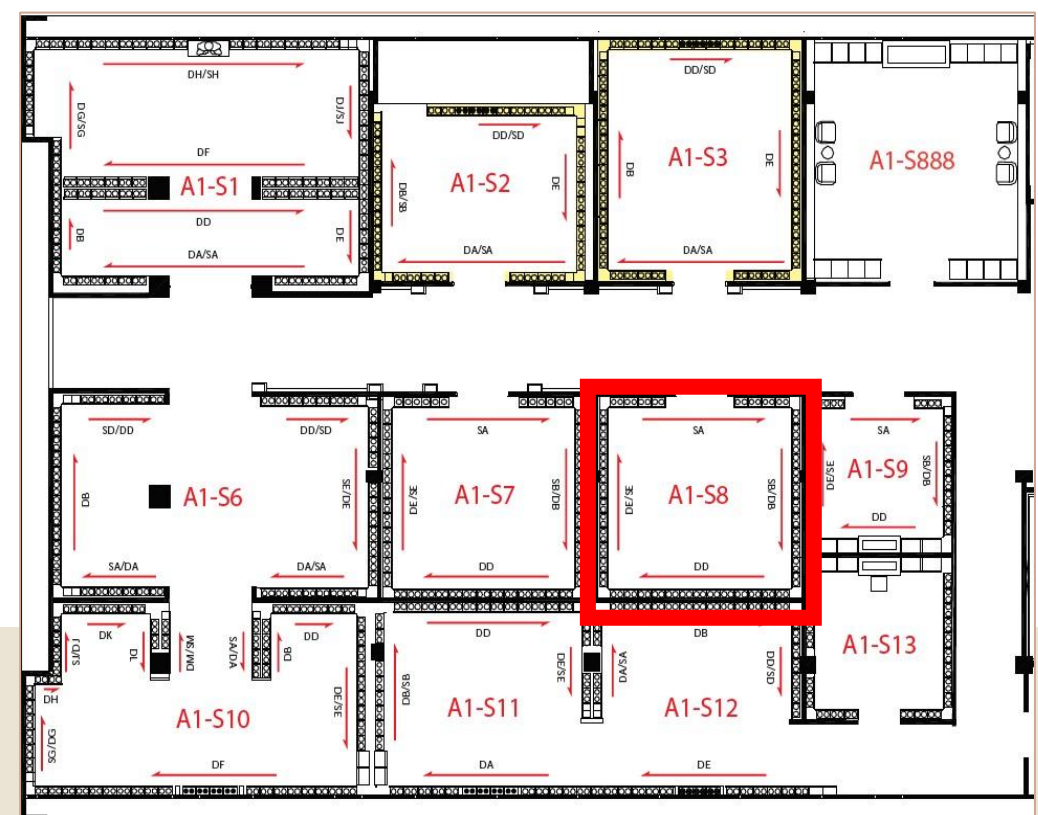 DH/SH
DG/SG
DJ/SJ
DF
A1-S1
DD
DB
DE
DA/SA
DD/SD
DB/SB
A1-S2
DE
DA/SA
DD/SD
DB
A1-S3
DE
DA/SA
A1-S888
SD/DD
DD/SD
DB
A1-S6
SE/DE
SA/DA
DA/SA
SA
DE/SE
A1-S7
SB/DB
DD
SA
DE/SE
A1-S8
SB/DB
DD
SA
DE/SE
A1-S9
SB/DB
DD
DK
DJ/SJ
DL
DM/SM
SA/DA
DB
DD
DH
SG/DG
A1-S10
DE/SE
DF
DD
DB/SB
A1-S11
DE/SE
DA
DB
DA/SA
A1-S12
DD/SD
DE
A1-S13